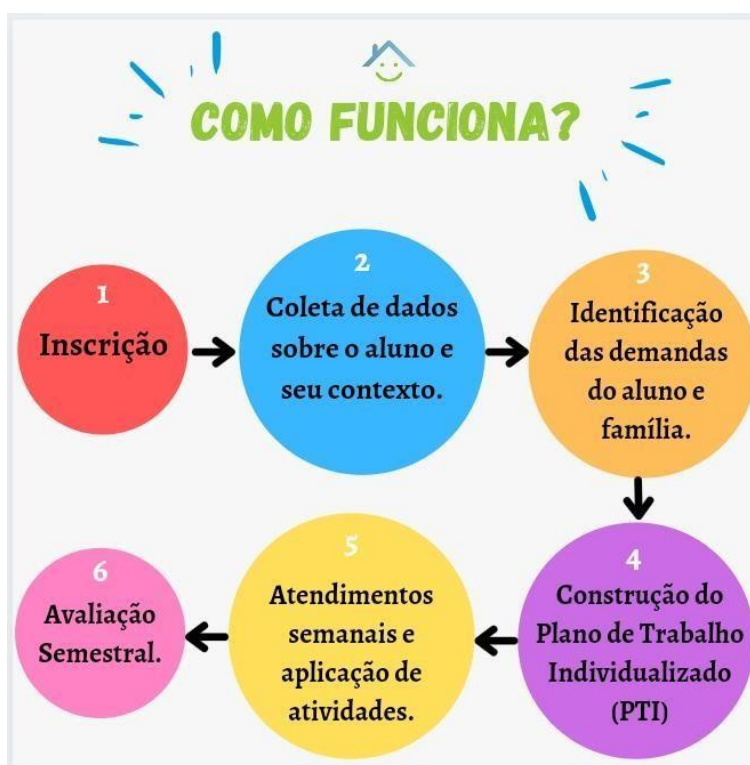 COMO FUNCIONA?
1
Inscrição
2
Coleta de dados
sobre o aluno e
seu contexto.
3
Identificação
das demandas
do aluno e
família.
4
Construção do
Plano de Trabalho
Individualizado
(PTI)
5
Atendimentos
semanais e
aplicação de
atividades.
6
Avaliação
Semestral.